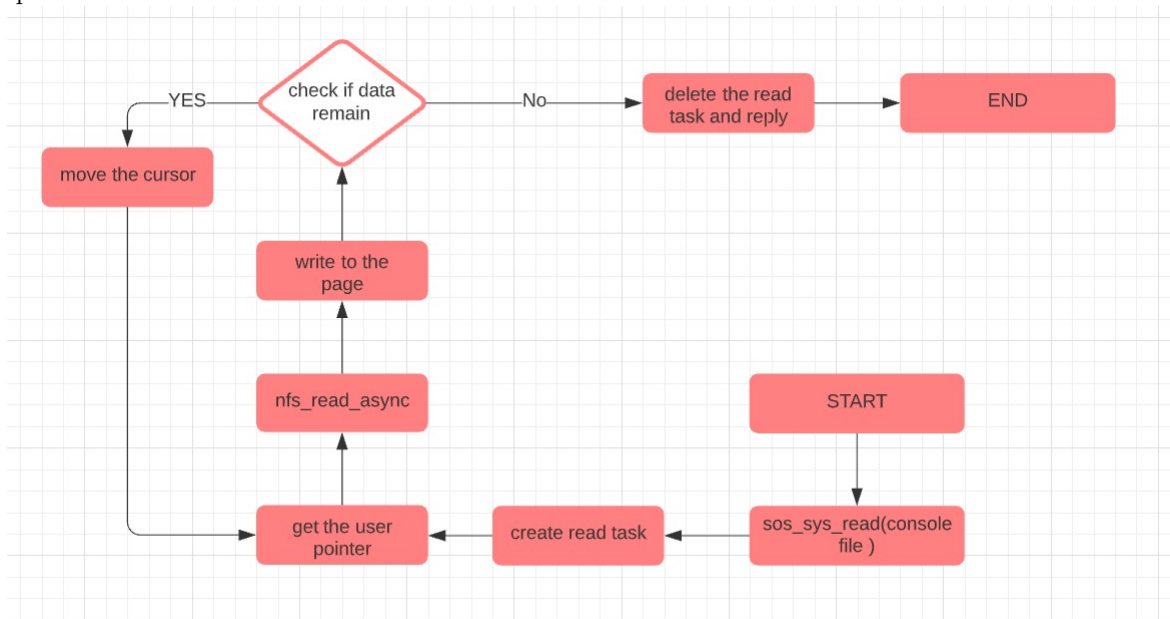 check if data
remain
YES
No
delete the read
task and reply
END
move the cursor
write to the
page
nfs_read_async
START
get the user
pointer
create read task
sos_sys_read(console
file )